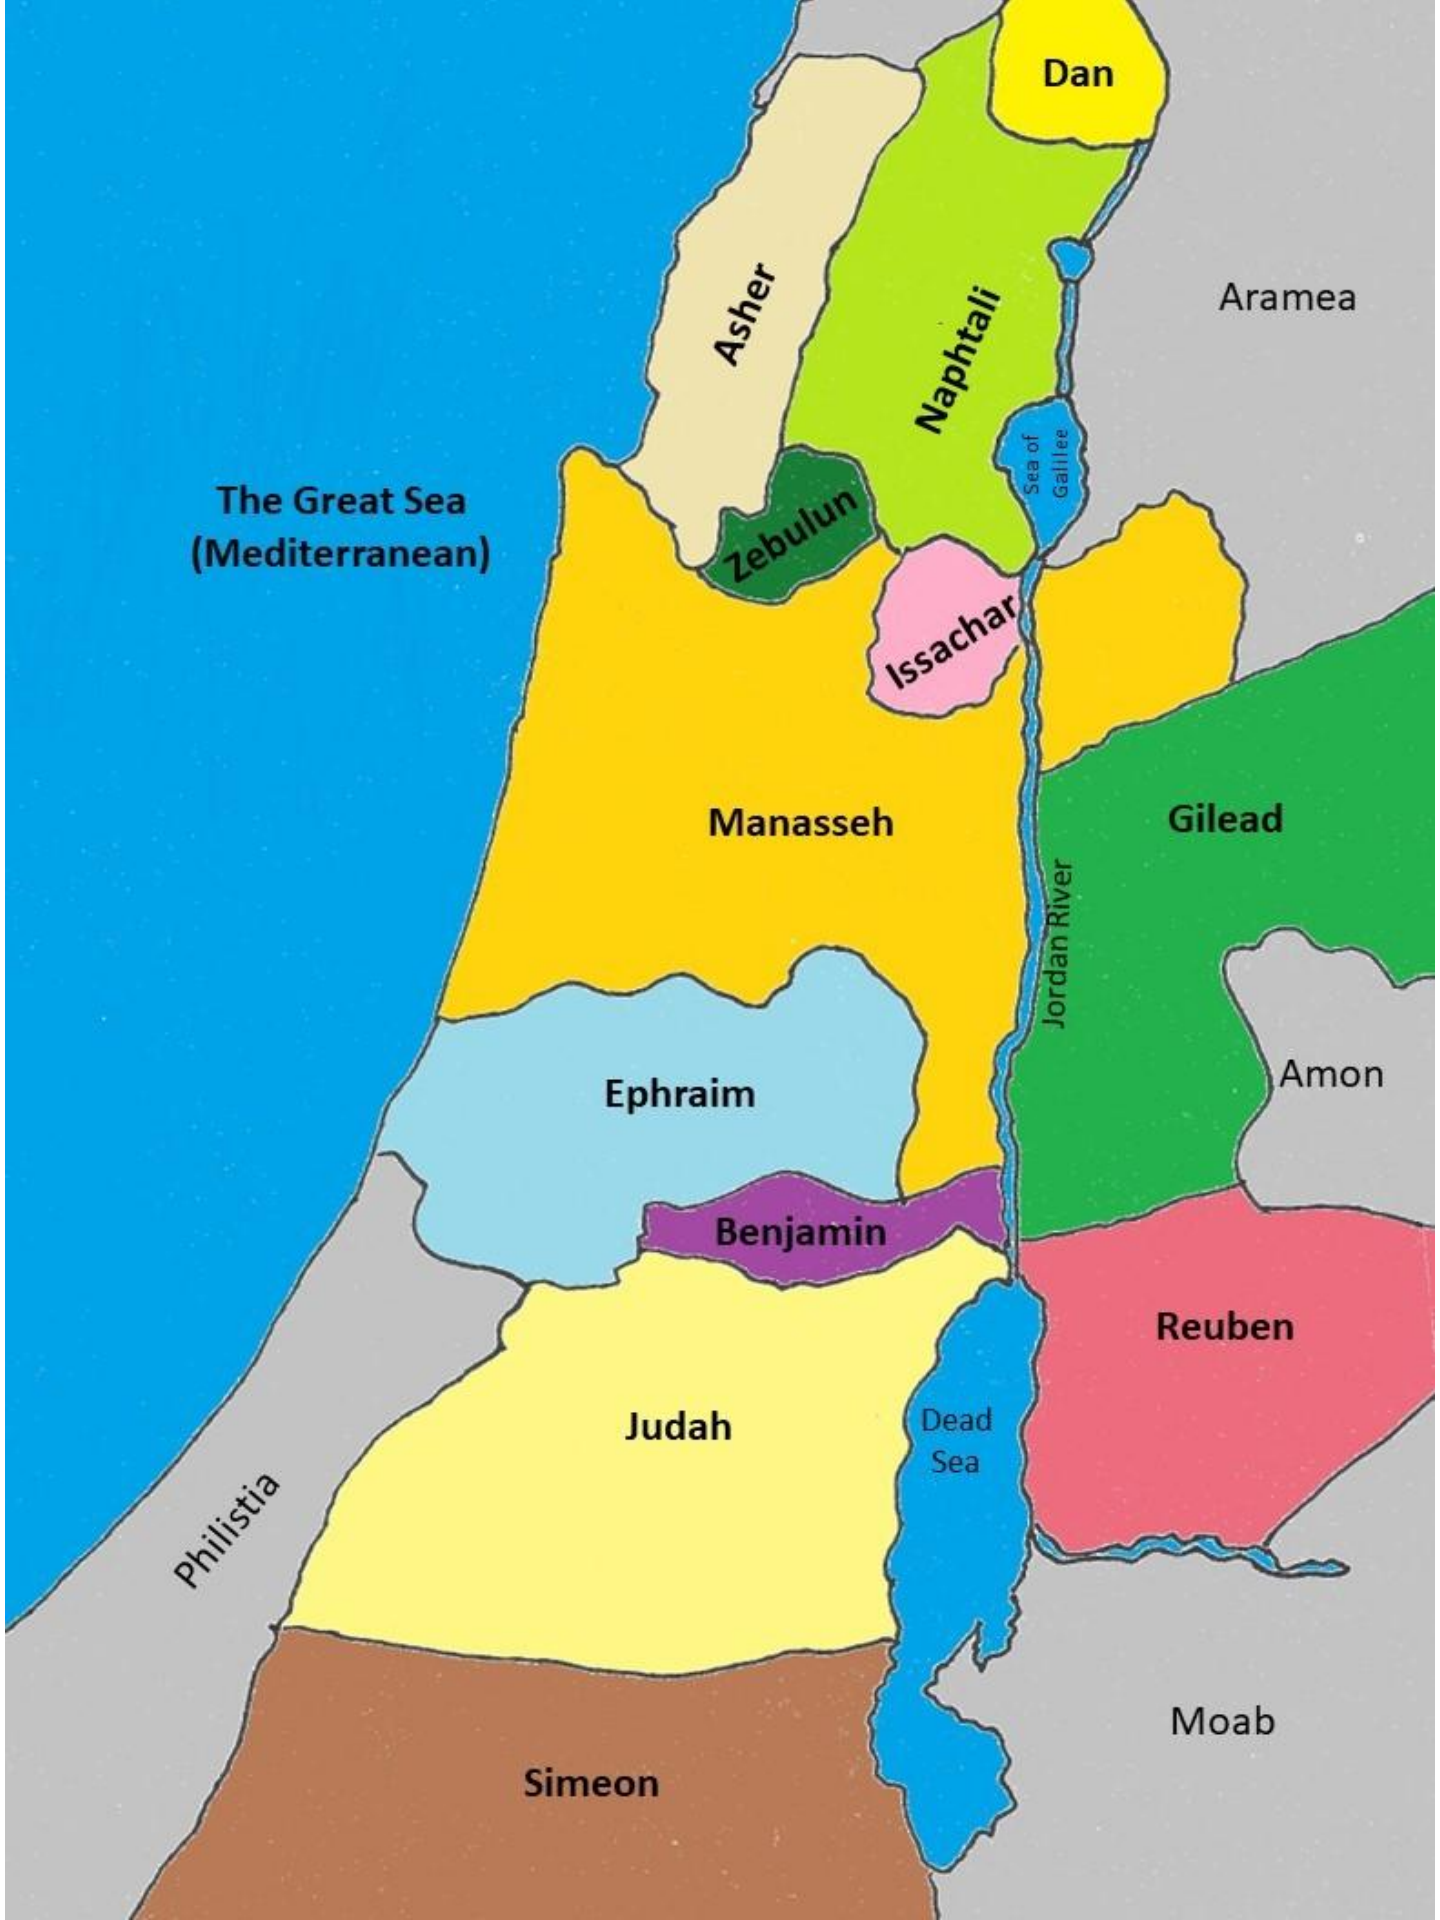 Dan
Aramea
Asher
Naphtali
Sea of
Galilee
The Great Sea
(Mediterranean)
Zebulun
Issachar
Manasseh
Gilead
Jordan River
Amon
Ephraim
Benjamin
Reuben
Judah
Dead
Sea
Philistia
Moab
Simeon